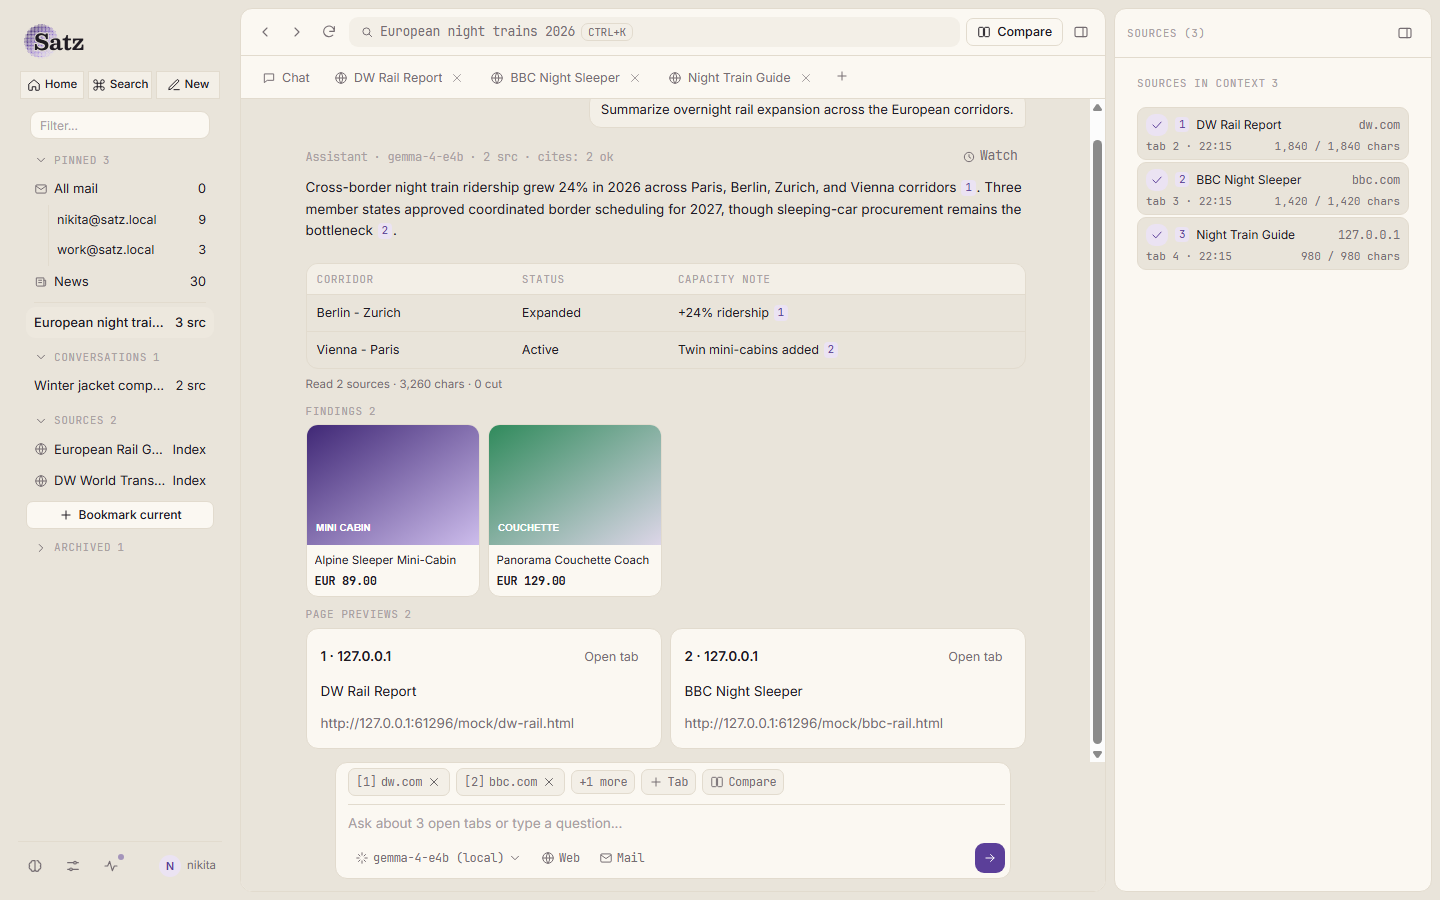 Satz
Home
Search
New
Filter...
PINNED 3
All mail 0
nikita@satz.local 9
work@satz.local 3
News 30
European night trai... 3 src
CONVERSATIONS 1
Winter jacket comp... 2 src
SOURCES 2
European Rail G... Index
DW World Trans... Index
Bookmark current
ARCHIVED 1
N nikita
European night trains 2026 CTRL+K
Compare
Chat
DW Rail Report
BBC Night Sleeper
Night Train Guide
Summarize overnight rail expansion across the European corridors.
Assistant · gemma-4-e4b · 2 src · cites: 2 ok
Watch
Cross-border night train ridership grew 24% in 2026 across Paris, Berlin, Zurich, and Vienna corridors 1 . Three
member states approved coordinated border scheduling for 2027, though sleeping-car procurement remains the
bottleneck 2 .
CORRIDOR STATUS CAPACITY NOTE
Berlin - Zurich Expanded +24% ridership 1
Vienna - Paris Active Twin mini-cabins added 2
Read 2 sources · 3,260 chars · 0 cut
FINDINGS 2
MINI CABIN
Alpine Sleeper Mini-Cabin
EUR 89.00
COUCHETTE
Panorama Couchette Coach
EUR 129.00
PAGE PREVIEWS 2
1 · 127.0.0.1 Open tab
DW Rail Report
http://127.0.0.1:61296/mock/dw-rail.html
2 · 127.0.0.1 Open tab
BBC Night Sleeper
http://127.0.0.1:61296/mock/bbc-rail.html
[1] dw.com
[2] bbc.com
+1 more
Tab
Compare
Ask about 3 open tabs or type a question...
gemma-4-e4b (local)
Web
Mail
SOURCES (3)
SOURCES IN CONTEXT 3
1 DW Rail Report dw.com
tab 2 · 22:15 1,840 / 1,840 chars
2 BBC Night Sleeper bbc.com
tab 3 · 22:15 1,420 / 1,420 chars
3 Night Train Guide 127.0.0.1
tab 4 · 22:15 980 / 980 chars